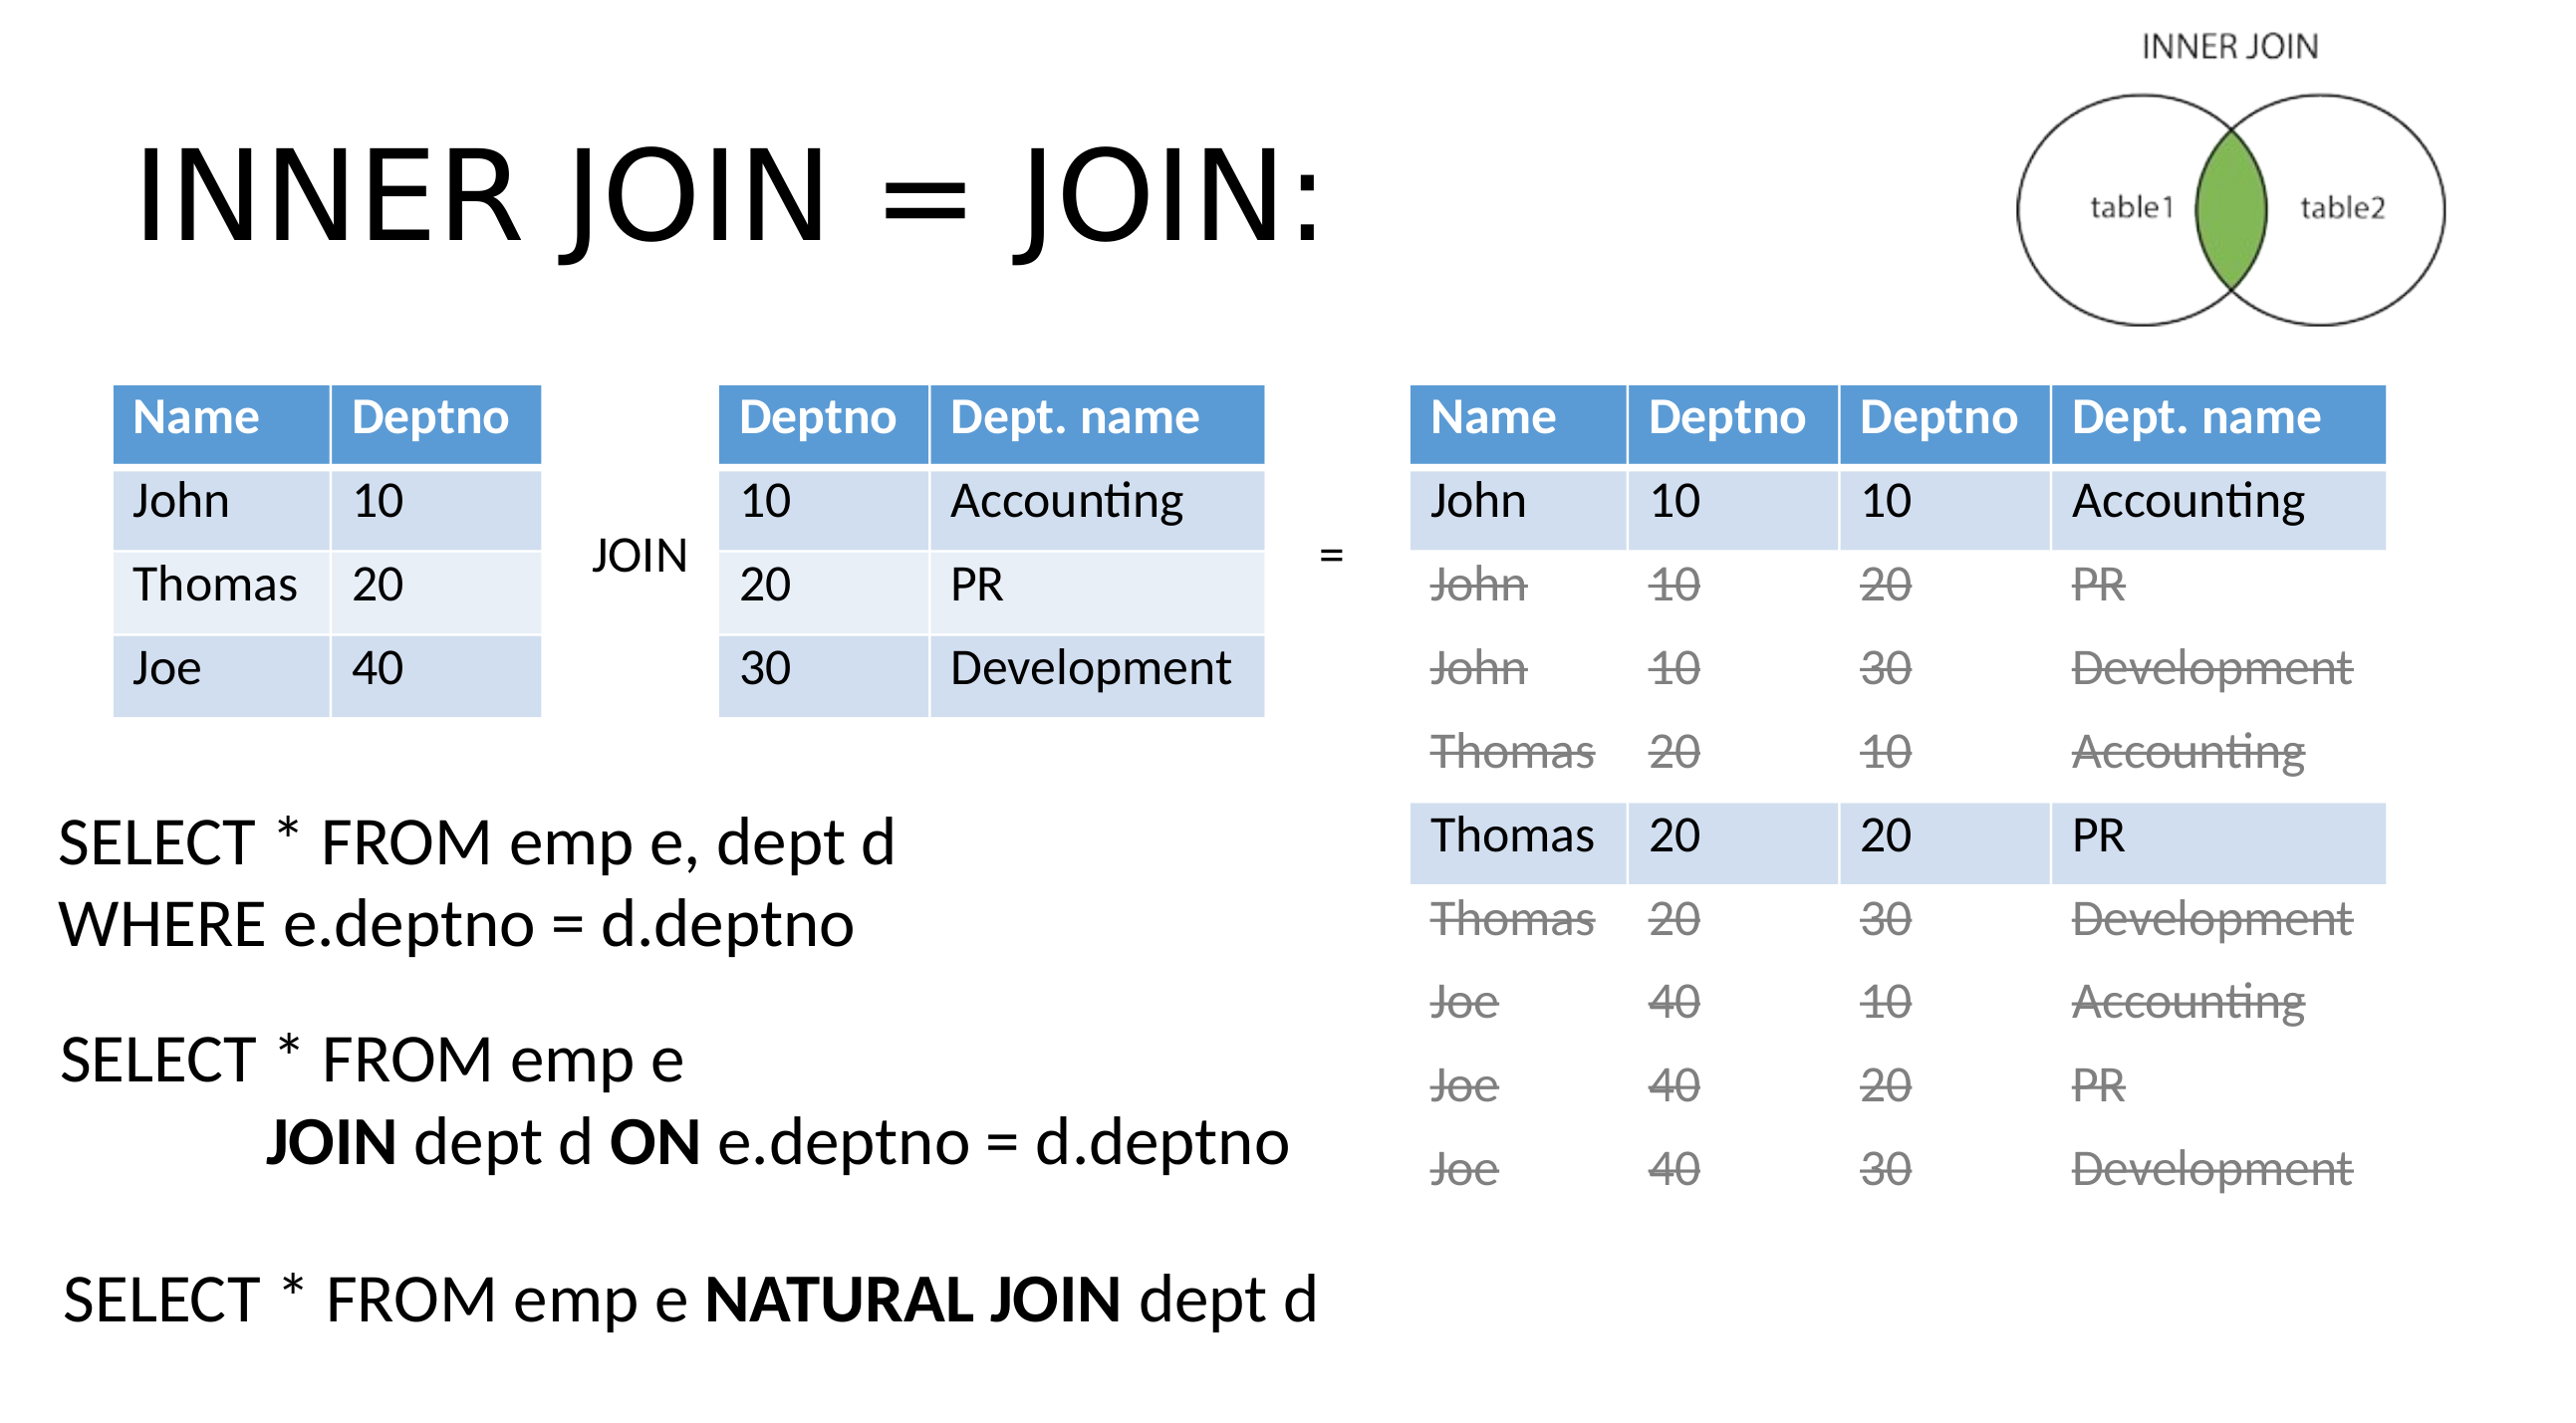 INNER JOIN
INNER JOIN = JOIN:
table1 table2
Name Deptno
John 10
Thomas 20
Joe 40
JOIN
Deptno Dept. name
10 Accounting
20 PR
30 Development
=
Name Deptno Deptno Dept. name
John 10 10 Accounting
John 10 20 PR
John 10 30 Development
Thomas 20 10 Accounting
Thomas 20 20 PR
Thomas 20 30 Development
Joe 40 10 Accounting
Joe 40 20 PR
Joe 40 30 Development
SELECT * FROM emp e, dept d
WHERE e.deptno = d.deptno
SELECT * FROM emp e
JOIN dept d ON e.deptno = d.deptno
SELECT * FROM emp e NATURAL JOIN dept d